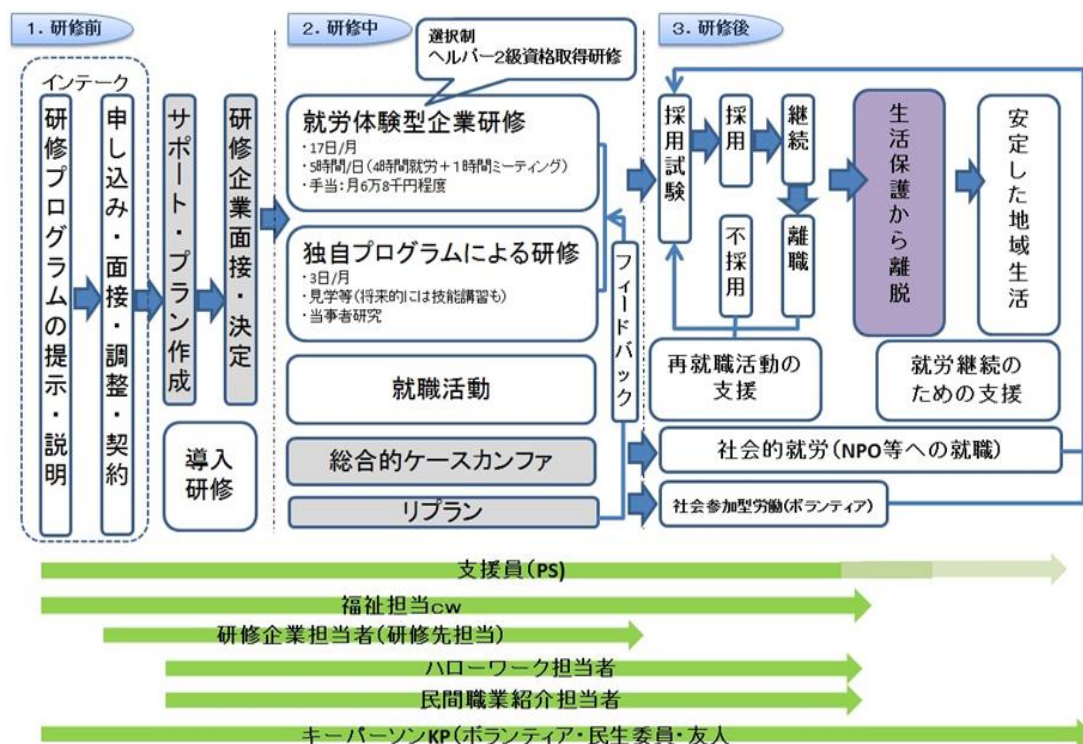 1. 研修前
2. 研修中
3. 研修後
選択制
ヘルパー2級資格取得研修
インテーク
研修プログラムの提示・説明
申し込み・面接・調整・契約
サポート・プラン作成
研修企業面接・決定
導入
研修
就労体験型企業研修
・17日/月
・5時間/日(4時間就労+1時間ミーティング)
・手当:月6万8千円程度
独自プログラムによる研修
・3日/月
・見学等(将来的には技能講習も)
・当事者研究
就職活動
総合的ケースカンファ
リプラン
フィードバック
採用試験
採用
継続
不採用
離職
生活保護から離脱
安定した地域生活
再就職活動の
支援
就労継続の
ための支援
社会的就労(NPO等への就職)
社会参加型労働(ボランティア)
支援員(PS)
福祉担当cw
研修企業担当者(研修先担当)
ハローワーク担当者
民間職業紹介担当者
キーパーソンKP(ボランティア・民生委員・友人